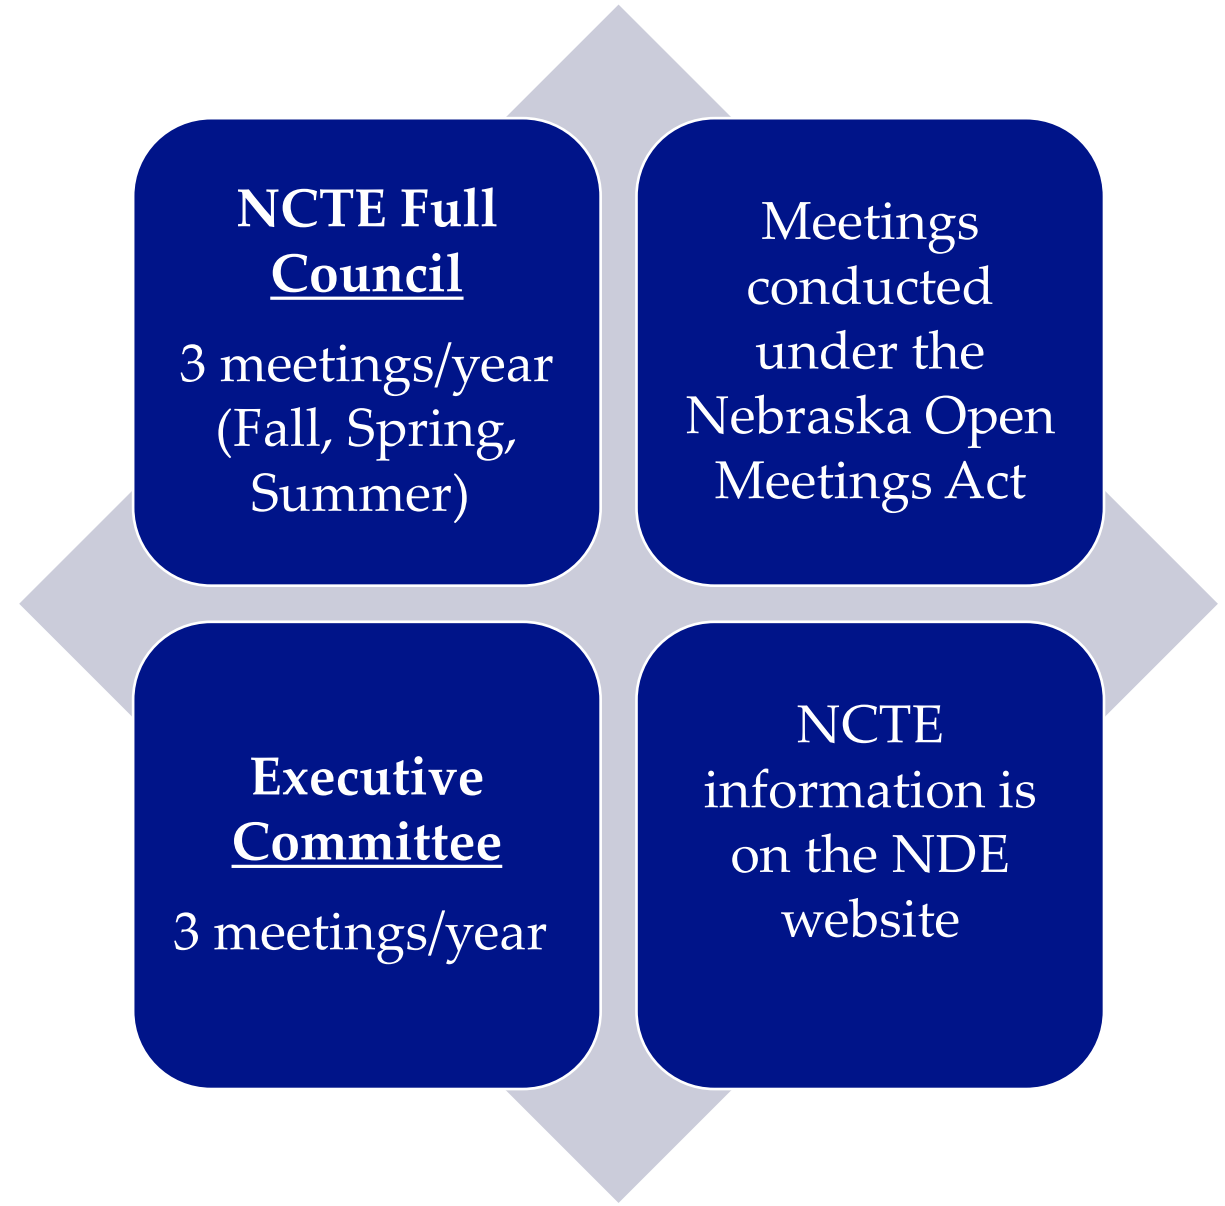 NCTE Full
Council
3 meetings/year
(Fall, Spring,
Summer)
Meetings
conducted
under the
Nebraska Open
Meetings Act
Executive
Committee
3 meetings/year
NCTE
information is
on the NDE
website